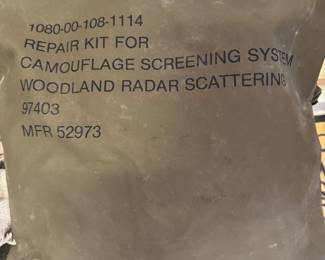 1080-00-108-1114
REPAIR KIT FOR
CAMOUFLAGE SCREENING SYSTEM
WOODLAND RADAR SCATTERING
97403
MFR 52973